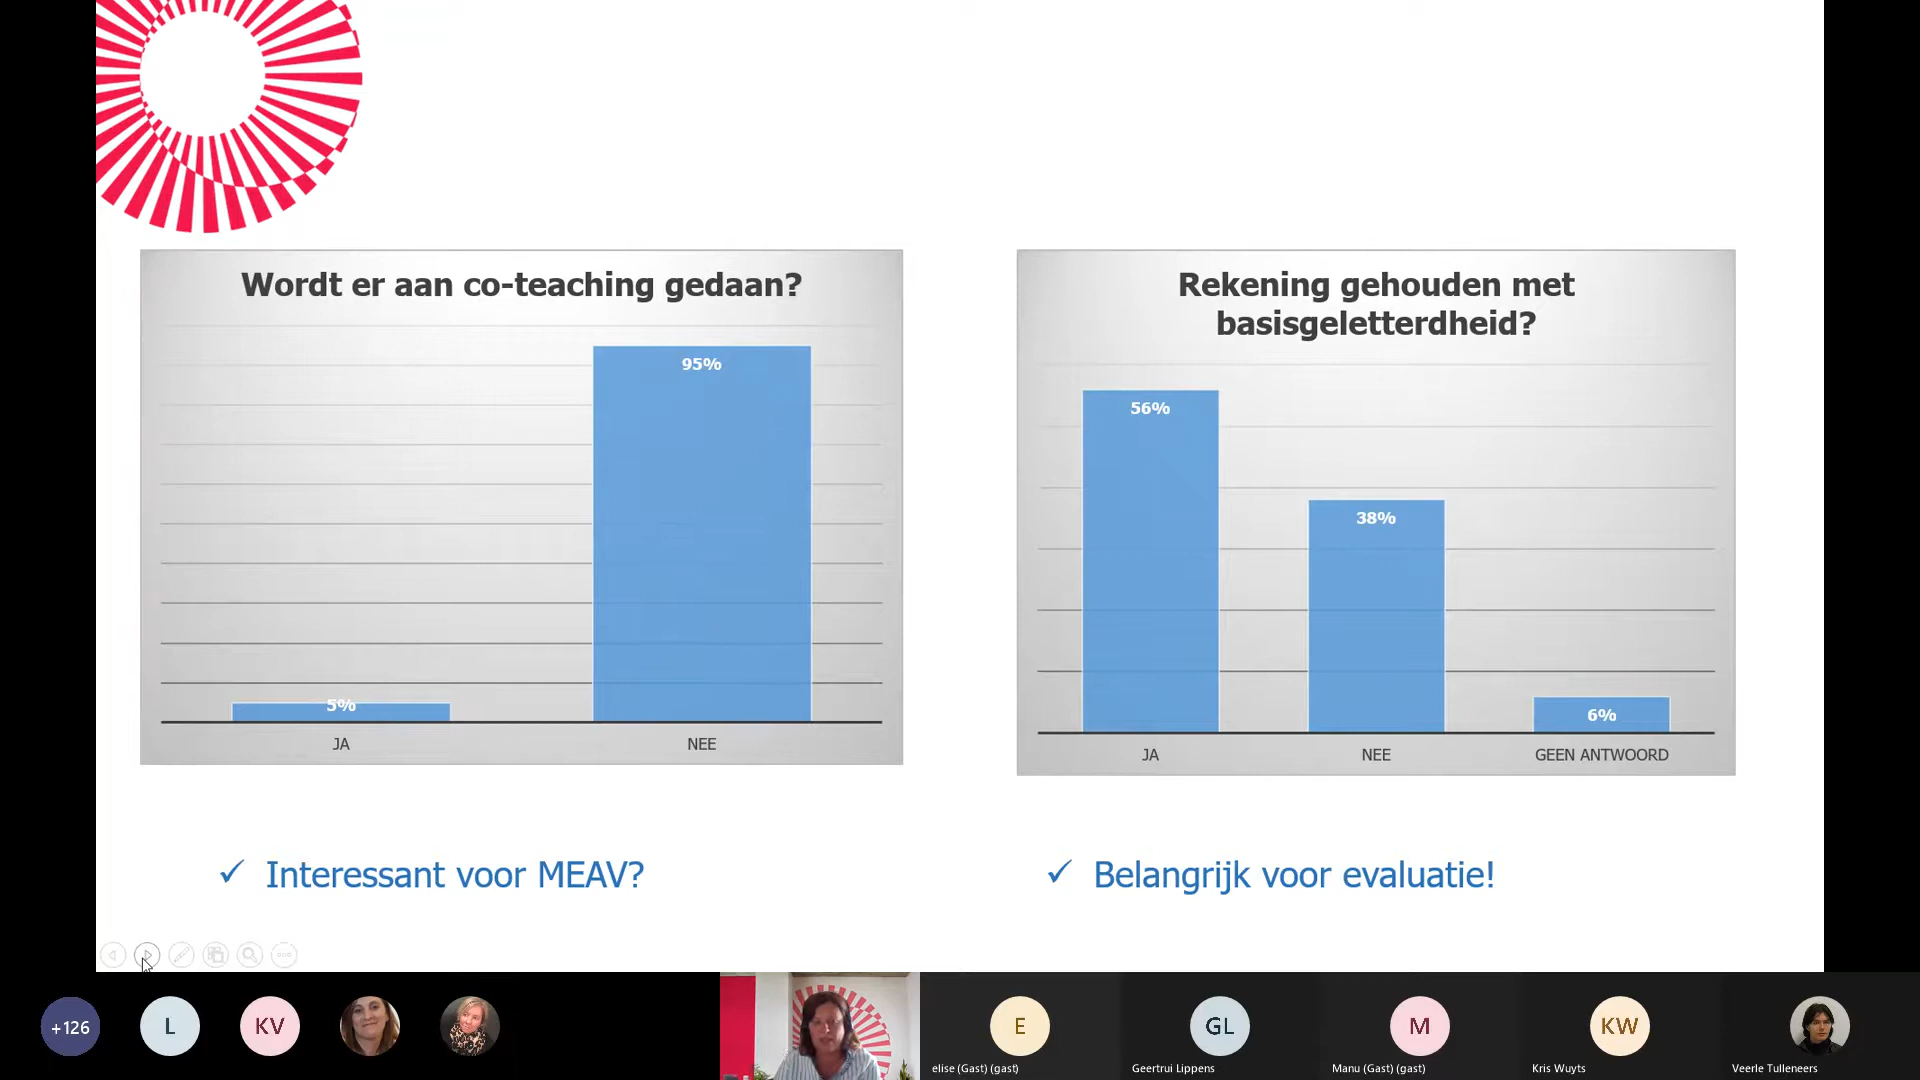 Wordt er aan co-teaching gedaan?
95%
5%
JA
NEE
Rekening gehouden met
basisgeletterdheid?
56%
38%
6%
JA
NEE
GEEN ANTWOORD
✓ Interessant voor MEAV?
✓ Belangrijk voor evaluatie!
+126
L
KV
E
GL
M
KW
elise (Gast) (gast)
Geertrui Lippens
Manu (Gast) (gast)
Kris Wuyts
Veerle Tulleneers